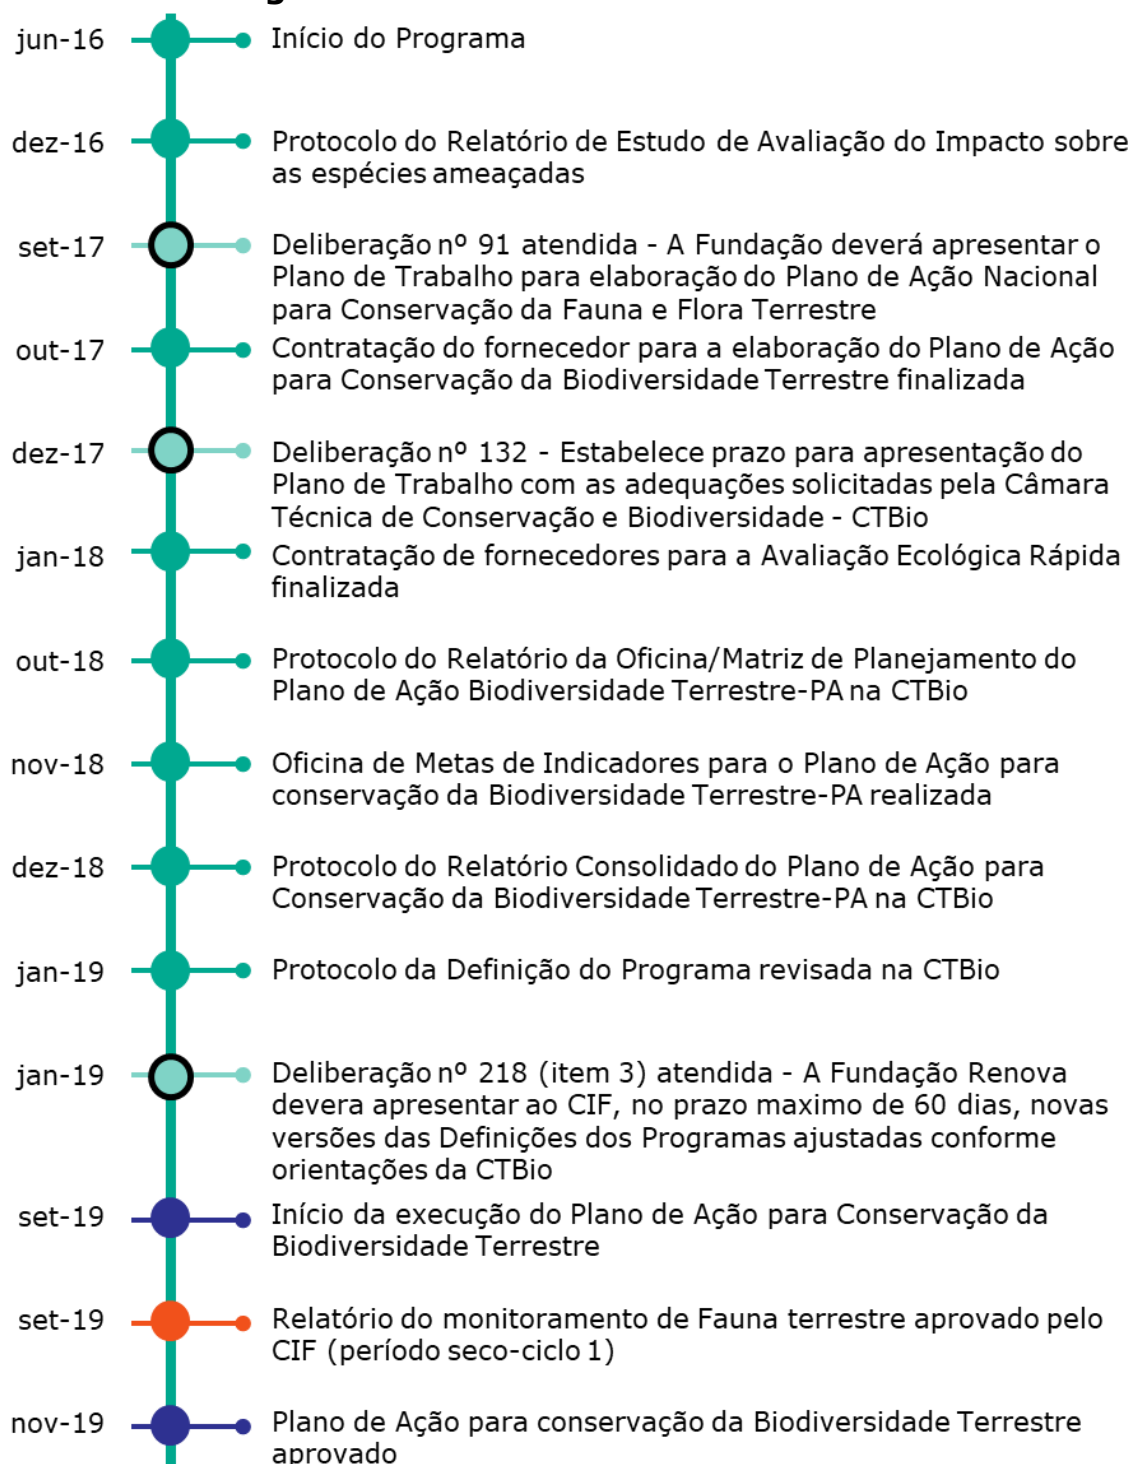 jun-16
Início do Programa
dez-16
Protocolo do Relatório de Estudo de Avaliação do Impacto sobre
as espécies ameaçadas
set-17
Deliberação nº 91 atendida - A Fundação deverá apresentar o
Plano de Trabalho para elaboração do Plano de Ação Nacional
para Conservação da Fauna e Flora Terrestre
out-17
Contratação do fornecedor para a elaboração do Plano de Ação
para Conservação da Biodiversidade Terrestre finalizada
dez-17
Deliberação nº 132 - Estabelece prazo para apresentação do
Plano de Trabalho com as adequações solicitadas pela Câmara
Técnica de Conservação e Biodiversidade - CTBio
jan-18
Contratação de fornecedores para a Avaliação Ecológica Rápida
finalizada
out-18
Protocolo do Relatório da Oficina/Matriz de Planejamento do
Plano de Ação Biodiversidade Terrestre-PA na CTBio
nov-18
Oficina de Metas de Indicadores para o Plano de Ação para
conservação da Biodiversidade Terrestre-PA realizada
dez-18
Protocolo do Relatório Consolidado do Plano de Ação para
Conservação da Biodiversidade Terrestre-PA na CTBio
jan-19
Protocolo da Definição do Programa revisada na CTBio
jan-19
Deliberação nº 218 (item 3) atendida - A Fundação Renova
devera apresentar ao CIF, no prazo maximo de 60 dias, novas
versões das Definições dos Programas ajustadas conforme
orientações da CTBio
set-19
Início da execução do Plano de Ação para Conservação da
Biodiversidade Terrestre
set-19
Relatório do monitoramento de Fauna terrestre aprovado pelo
CIF (período seco-ciclo 1)
nov-19
Plano de Ação para conservação da Biodiversidade Terrestre
aprovado